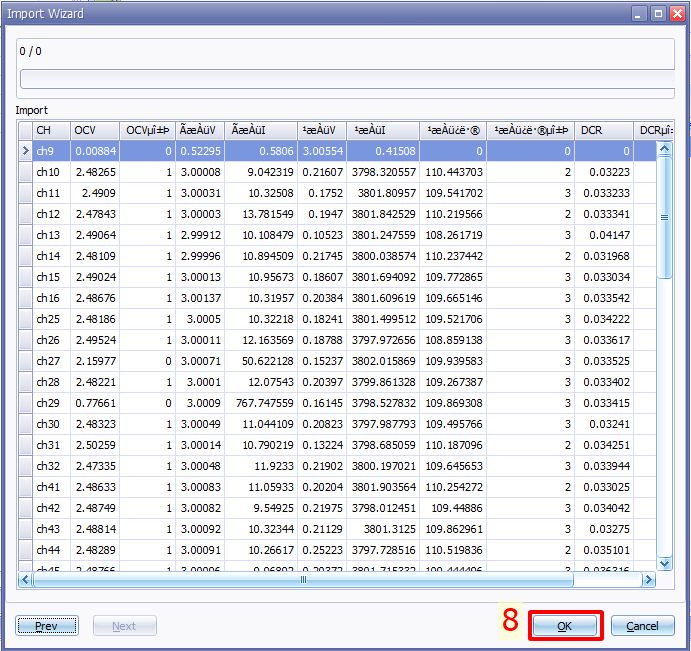 Import Wizard
0 / 0
Import
CH OCV OCVµî±Þ ÃæÀüV ÃæÀüI ¹æÀüV ¹æÀüI ¹æÀü¿ë·® ¹æÀü¿ë·®µî±Þ DCR DCRµî±
ch9 0.00884 0 0.52295 0.5806 3.00554 0.41508 0 0 0
ch10 2.48265 1 3.00008 9.042319 0.21607 3798.320557 110.443703 2 0.03223
ch11 2.4909 1 3.00031 10.32508 0.1752 3801.80957 109.541702 3 0.033233
ch12 2.47843 1 3.00003 13.781549 0.1947 3801.842529 110.219566 2 0.033341
ch13 2.49064 1 2.99912 10.108479 0.10523 3801.247559 108.261719 3 0.04147
ch14 2.48109 1 2.99996 10.894509 0.21745 3800.038574 110.237442 2 0.031968
ch15 2.49024 1 3.00013 10.95673 0.18607 3801.694092 109.772865 3 0.033034
ch16 2.48676 1 3.00137 10.31957 0.20384 3801.609619 109.665146 3 0.033542
ch25 2.48186 1 3.0005 10.32218 0.18241 3801.499512 109.521706 3 0.034222
ch26 2.49524 1 3.00011 12.163569 0.18788 3797.972656 108.859138 3 0.033617
ch27 2.15977 0 3.00071 50.622128 0.15237 3802.015869 109.939583 3 0.033525
ch28 2.48221 1 3.0001 12.07543 0.20397 3799.861328 109.267387 3 0.033402
ch29 0.77661 0 3.0009 767.747559 0.16145 3798.527832 109.869308 3 0.033415
ch30 2.48323 1 3.00049 11.044109 0.20823 3797.987793 109.495766 3 0.03241
ch31 2.50259 1 3.00014 10.790219 0.13224 3798.685059 110.187096 2 0.034251
ch32 2.47335 1 3.00048 11.9233 0.21902 3800.197021 109.645653 3 0.033944
ch41 2.48633 1 3.00083 11.05933 0.20204 3801.903564 110.254272 2 0.033025
ch42 2.48749 1 3.00082 9.54925 0.21975 3798.012451 109.44886 3 0.034042
ch43 2.48814 1 3.00092 10.32344 0.21129 3801.3125 109.862961 3 0.03275
ch44 2.48289 1 3.00091 10.26617 0.25223 3797.728516 110.519836 2 0.035101
Prev Next 8 OK Cancel